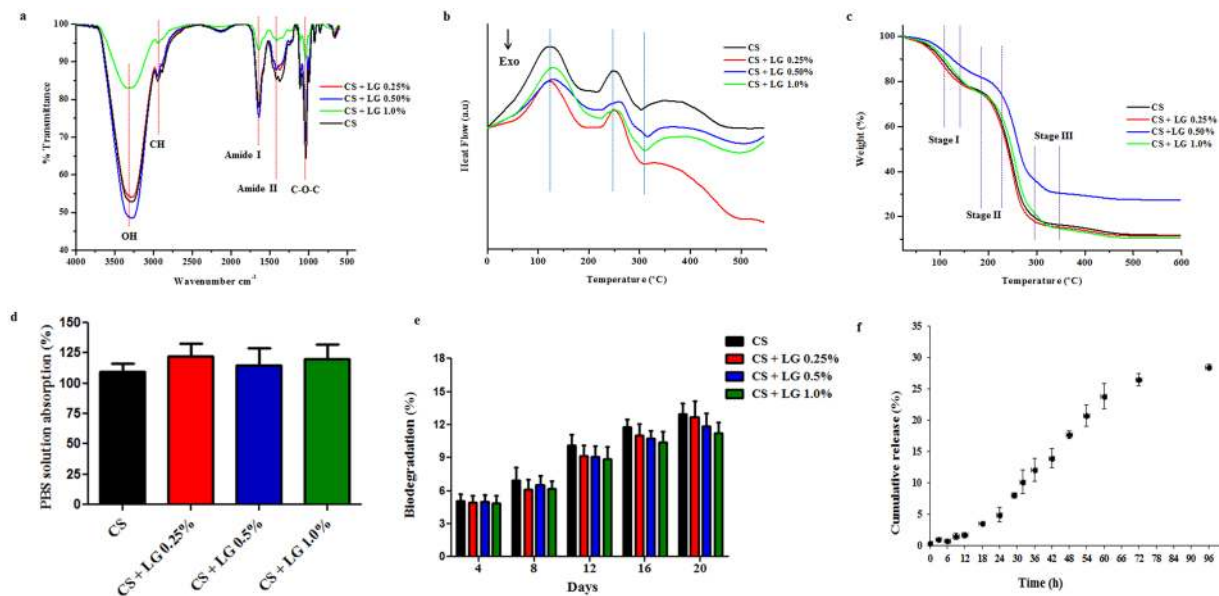 a
% Transmittance
100
90
80
70
60
50
40
4000 3500 3000 2500 2000 1500 1000 500
Wavenumber cm⁻¹
OH
CH
Amide I
Amide II
C-O-C
CS + LG 0.25%
CS + LG 0.50%
CS + LG 1.0%
CS
b
Exo
Heat Flow (a.u)
0 100 200 300 400 500
Temperature (°C)
CS
CS + LG 0.25%
CS + LG 0.50%
CS + LG 1.0%
c
Weight (%)
100
80
60
40
20
100 200 300 400 500 600
Temperature (°C)
Stage I
Stage II
Stage III
CS
CS + LG 0.25%
CS +LG 0.50%
CS + LG 1.0%
d
PBS solution absorption (%)
150
125
100
75
50
25
0
CS
CS + LG 0.25%
CS + LG 0.5%
CS + LG 1.0%
e
Biodegradation (%)
18
15
12
9
6
3
0
4 8 12 16 20
Days
CS
CS + LG 0.25%
CS + LG 0.5%
CS + LG 1.0%
f
Cumulative release (%)
35
30
25
20
15
10
5
0
0 6 12 18 24 30 36 42 48 54 60 66 72 78 84 90 96
Time (h)